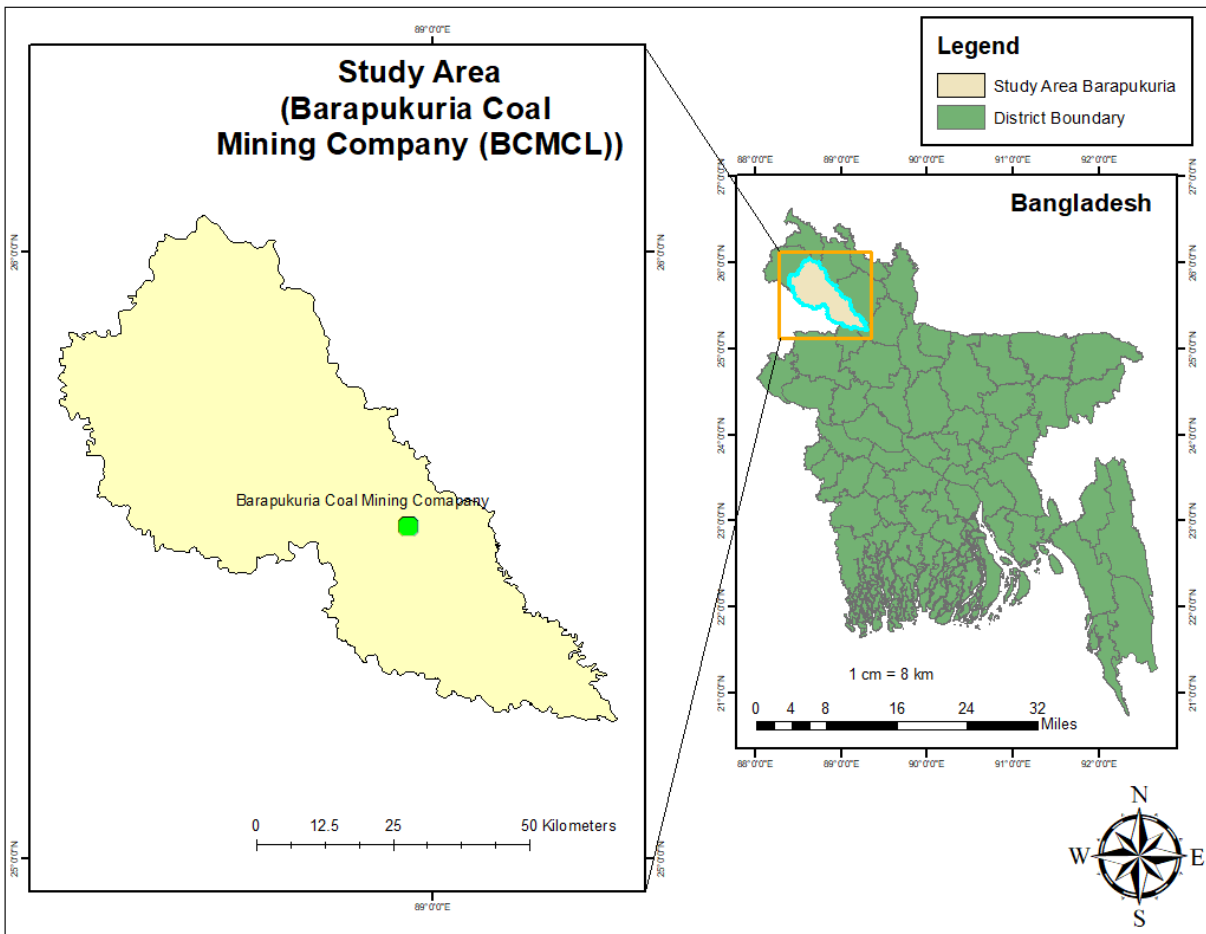 89°0'0"E
Study Area
(Barapukuria Coal
Mining Company (BCMCL))
26°0'0"N
26°0'0"N
Barapukuria Coal Mining Comapany
0 12.5 25 50 Kilometers
25°0'0"N
25°0'0"N
89°0'0"E
Legend
Study Area Barapukuria
District Boundary
88°0'0"E 89°0'0"E 90°0'0"E 91°0'0"E 92°0'0"E
Bangladesh
27°0'0"N
27°0'0"N
26°0'0"N
26°0'0"N
25°0'0"N
25°0'0"N
24°0'0"N
24°0'0"N
23°0'0"N
23°0'0"N
22°0'0"N
22°0'0"N
21°0'0"N
21°0'0"N
1 cm = 8 km
0 4 8 16 24 32
Miles
88°0'0"E 89°0'0"E 90°0'0"E 91°0'0"E 92°0'0"E
N
W E
S